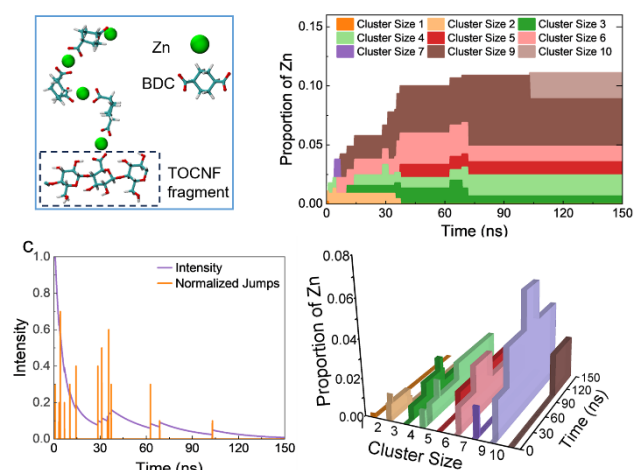 Zn
BDC
TOCNF
fragment
Proportion of Zn
0.15
0.10
0.05
0.00
Cluster Size 1
Cluster Size 2
Cluster Size 3
Cluster Size 4
Cluster Size 5
Cluster Size 6
Cluster Size 7
Cluster Size 9
Cluster Size 10
0 30 60 90 120 150
Time (ns)
C
Intensity
1.0
0.8
0.6
0.4
0.2
0.0
Intensity
Normalized Jumps
0 30 60 90 120 150
Time (ns)
Proportion of Zn
0.08
0.06
0.04
0.02
0.00
2 3 4 5 6 7 9 10
Cluster Size
0 30 60 90 120 150
Time (ns)